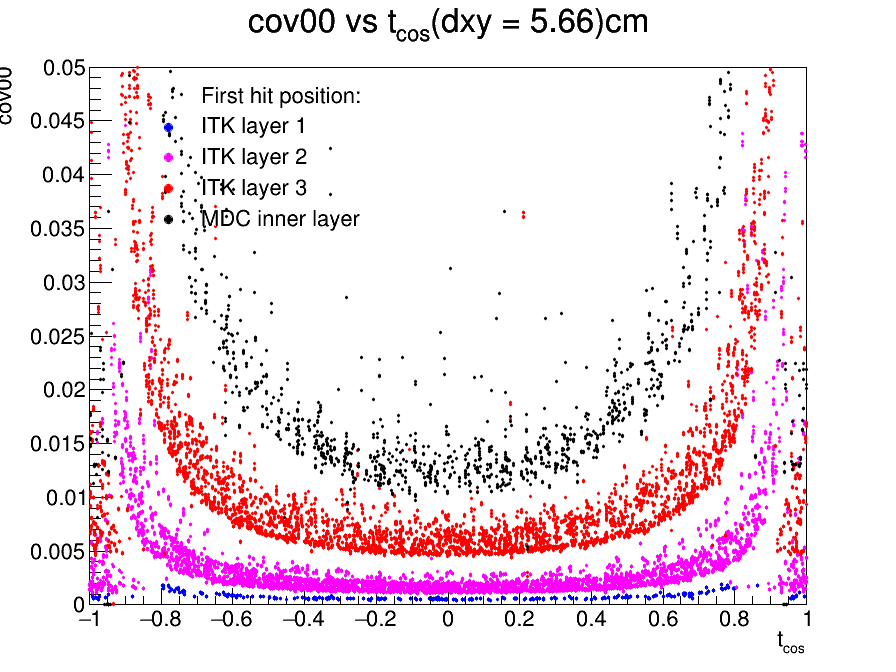 cov00 vs t_cos(dxy = 5.66)cm
cov00
0.05
0.045
0.04
0.035
0.03
0.025
0.02
0.015
0.01
0.005
0
First hit position:
ITK layer 1
ITK layer 2
ITK layer 3
MDC inner layer
−1 −0.8 −0.6 −0.4 −0.2 0 0.2 0.4 0.6 0.8 1
t_cos